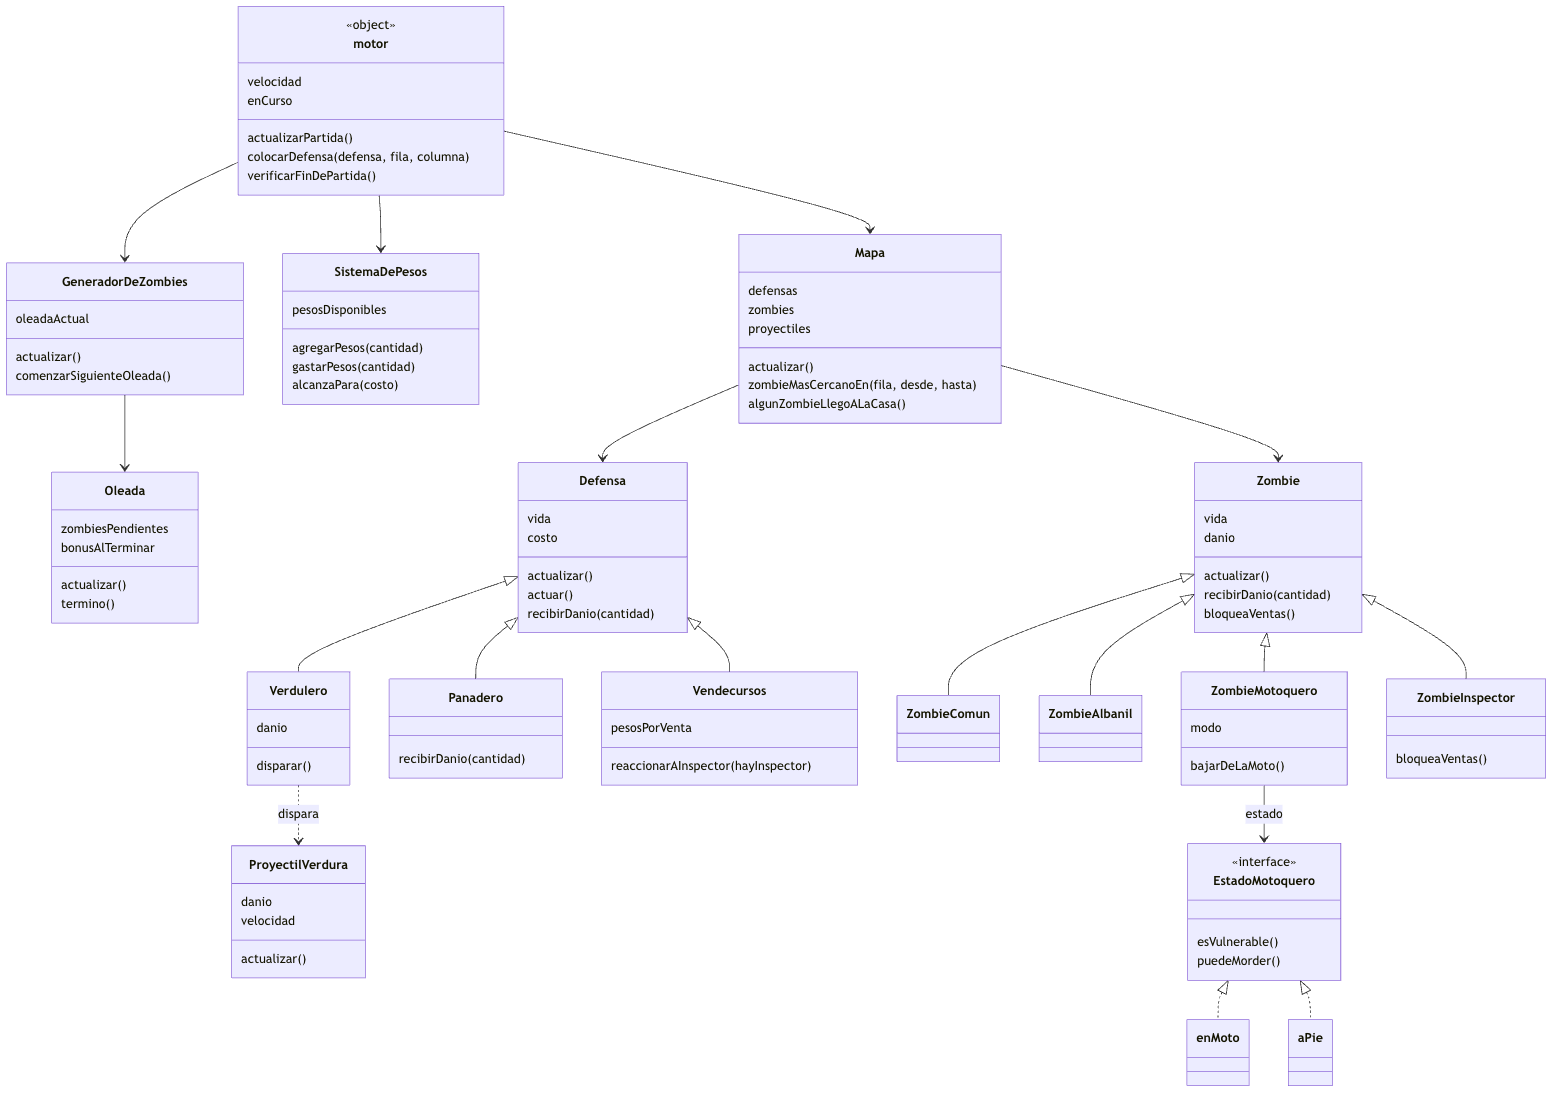 «object»
motor
velocidad
enCurso
actualizarPartida()
colocarDefensa(defensa, fila, columna)
verificarFinDePartida()
GeneradorDeZombies
oleadaActual
actualizar()
comenzarSiguienteOleada()
SistemaDePesos
pesosDisponibles
agregarPesos(cantidad)
gastarPesos(cantidad)
alcanzaPara(costo)
Mapa
defensas
zombies
proyectiles
actualizar()
zombieMasCercanoEn(fila, desde, hasta)
algunZombieLlegoALaCasa()
Oleada
zombiesPendientes
bonusAlTerminar
actualizar()
termino()
Defensa
vida
costo
actualizar()
actuar()
recibirDanio(cantidad)
Zombie
vida
danio
actualizar()
recibirDanio(cantidad)
bloqueaVentas()
Verdulero
danio
disparar()
Panadero
recibirDanio(cantidad)
Vendecursos
pesosPorVenta
reaccionarAInspector(hayInspector)
ZombieComun
ZombieAlbanil
ZombieMotoquero
modo
bajarDeLaMoto()
ZombieInspector
bloqueaVentas()
dispara
estado
ProyectilVerdura
danio
velocidad
actualizar()
«interface»
EstadoMotoquero
esVulnerable()
puedeMorder()
enMoto
aPie